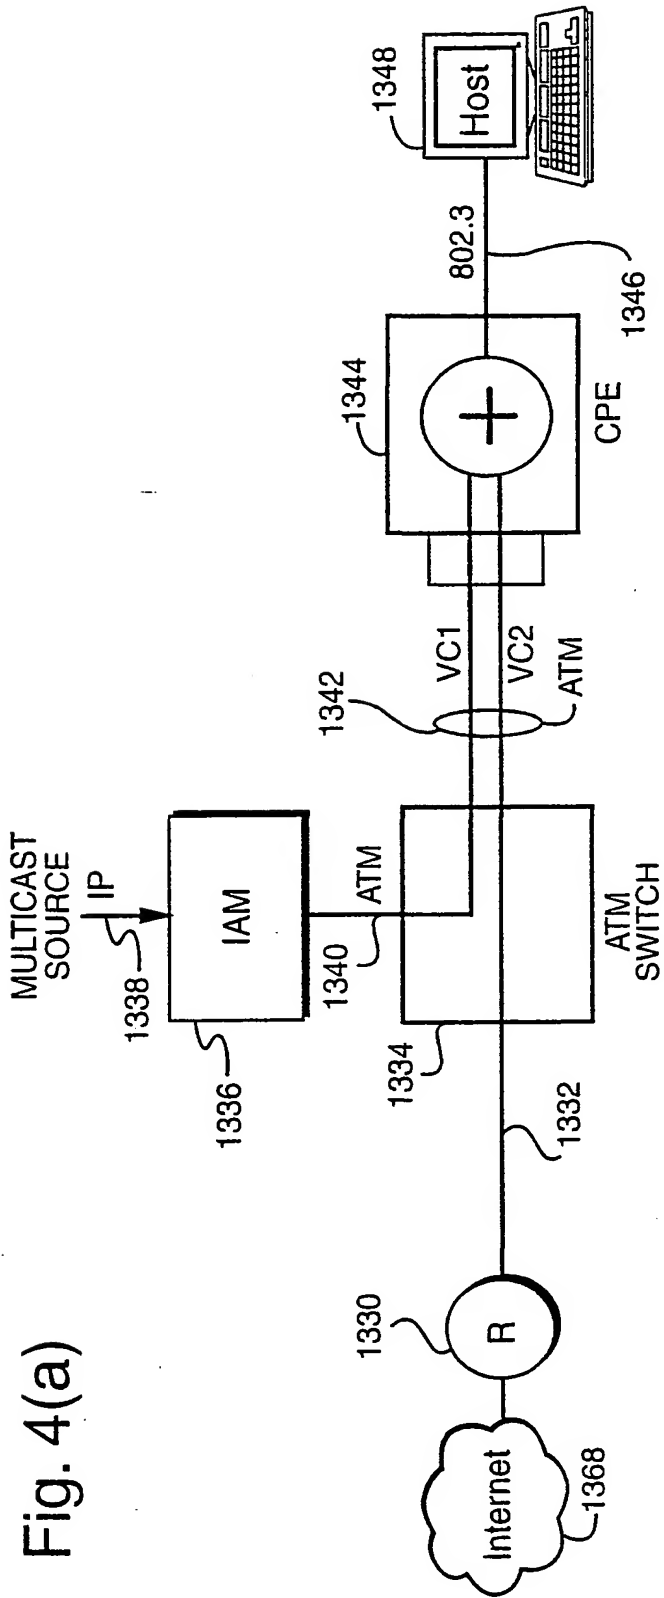 Fig. 4(a)
MULTICAST
SOURCE
IP
1338
1336
IAM
1340
ATM
1334
ATM
SWITCH
1332
1330
R
Internet
1368
1342
VC1
VC2
ATM
1344
CPE
802.3
1346
1348
Host